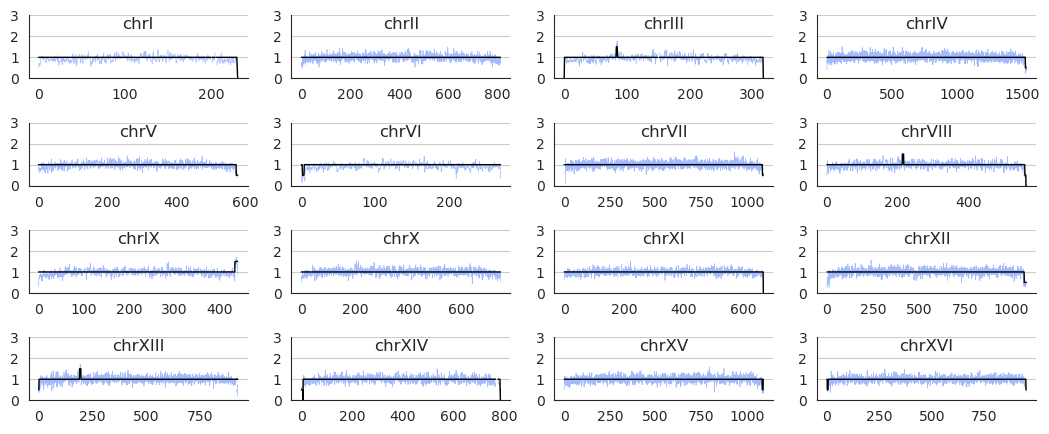 chrI chrII chrIII chrIV
3 3 3 3
2 2 2 2
1 1 1 1
0 0 0 0
0 100 200 0 200 400 600 800 0 100 200 300 0 500 1000 1500
chrV chrVI chrVII chrVIII
3 3 3 3
2 2 2 2
1 1 1 1
0 0 0 0
0 200 400 600 0 100 200 0 250 500 750 1000 0 200 400
chrIX chrX chrXI chrXII
3 3 3 3
2 2 2 2
1 1 1 1
0 0 0 0
0 100 200 300 400 0 200 400 600 0 200 400 600 0 250 500 750 1000
chrXIII chrXIV chrXV chrXVI
3 3 3 3
2 2 2 2
1 1 1 1
0 0 0 0
0 250 500 750 0 200 400 600 800 0 250 500 750 1000 0 250 500 750